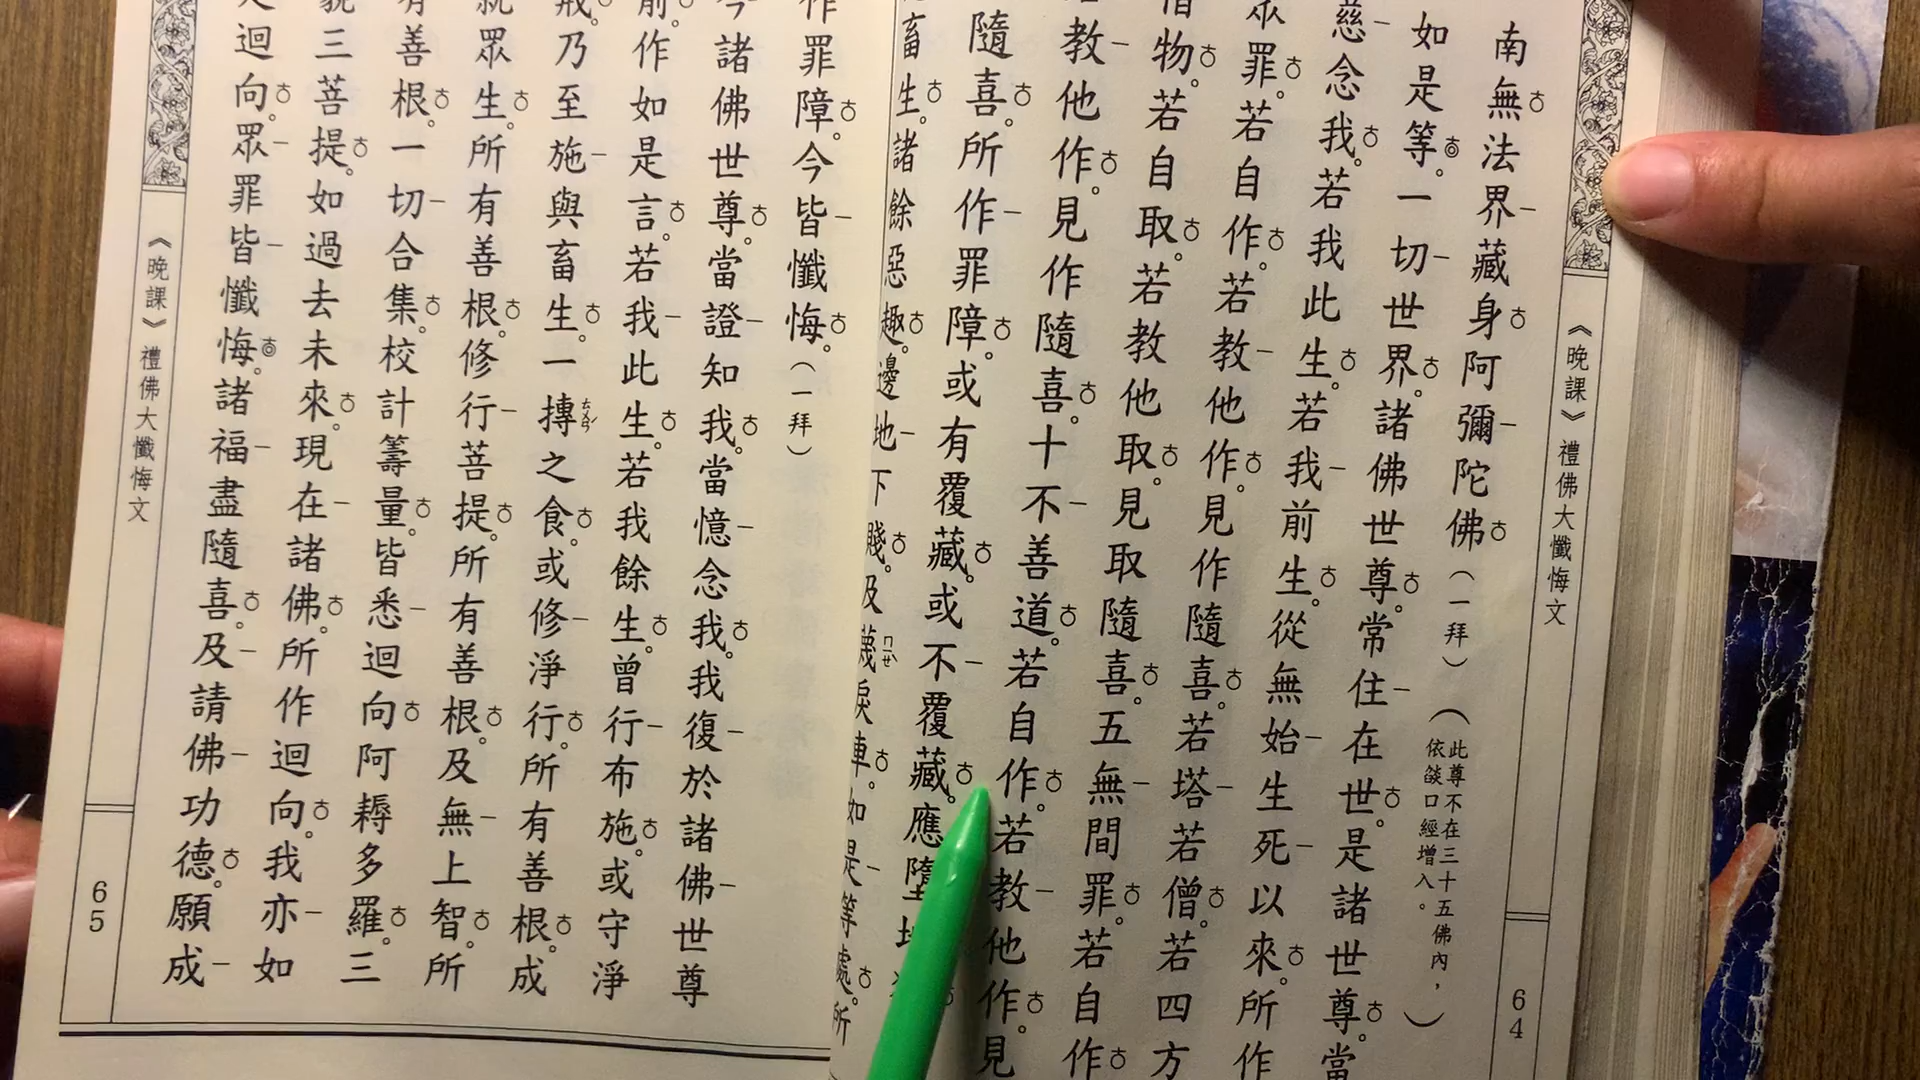 《晚課》禮佛大懺悔文
64
南無法界藏身阿彌陀佛(一拜)
(此尊不在三十五佛內,
依燄口經增入。)
如是等。一切世界。諸佛世尊。常住在世。是諸世尊。當
慈念我。若我此生。若我前生。從無始生死以來。所作
眾罪。若自作。若教他作。見作隨喜。若塔若僧。若四方
物。若自取。若教他取。見取隨喜。五無間罪。若自作
教他作。見作隨喜。十不善道。若自作。若教他作。見
隨喜。所作罪障。或有覆藏。或不覆藏。應墮
畜生。諸餘惡趣。邊地下賤。及蔑戾車。如是等處。所
ㄇㄧㄝˋ
作罪障。今皆懺悔。(一拜)
今諸佛世尊。當證知我。當憶念我。我復於諸佛世尊
前。作如是言。若我此生。若我餘生。曾行布施。或守淨
戒。乃至施與畜生。一摶之食。或修淨行。所有善根。成
ㄊㄨㄢˊ
就眾生。所有善根。修行菩提。所有善根。及無上智。所
有善根。一切合集。校計籌量。皆悉迴向阿耨多羅。三
藐三菩提。如過去未來。現在諸佛。所作迴向。我亦如
是迴向。眾罪皆懺悔。諸福盡隨喜。及請佛功德。願成
《晚課》禮佛大懺悔文
65